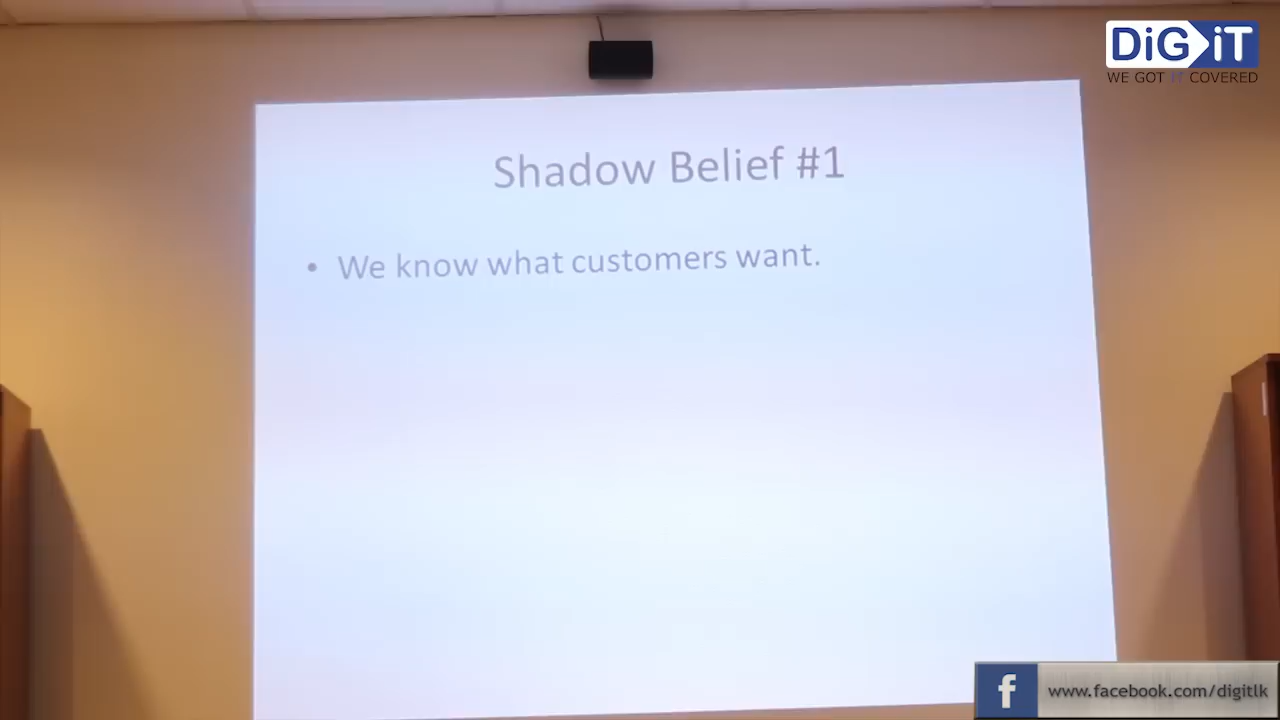 DiGiT
WE GOT IT COVERED
Shadow Belief #1
• We know what customers want.
f www.facebook.com/digitlk